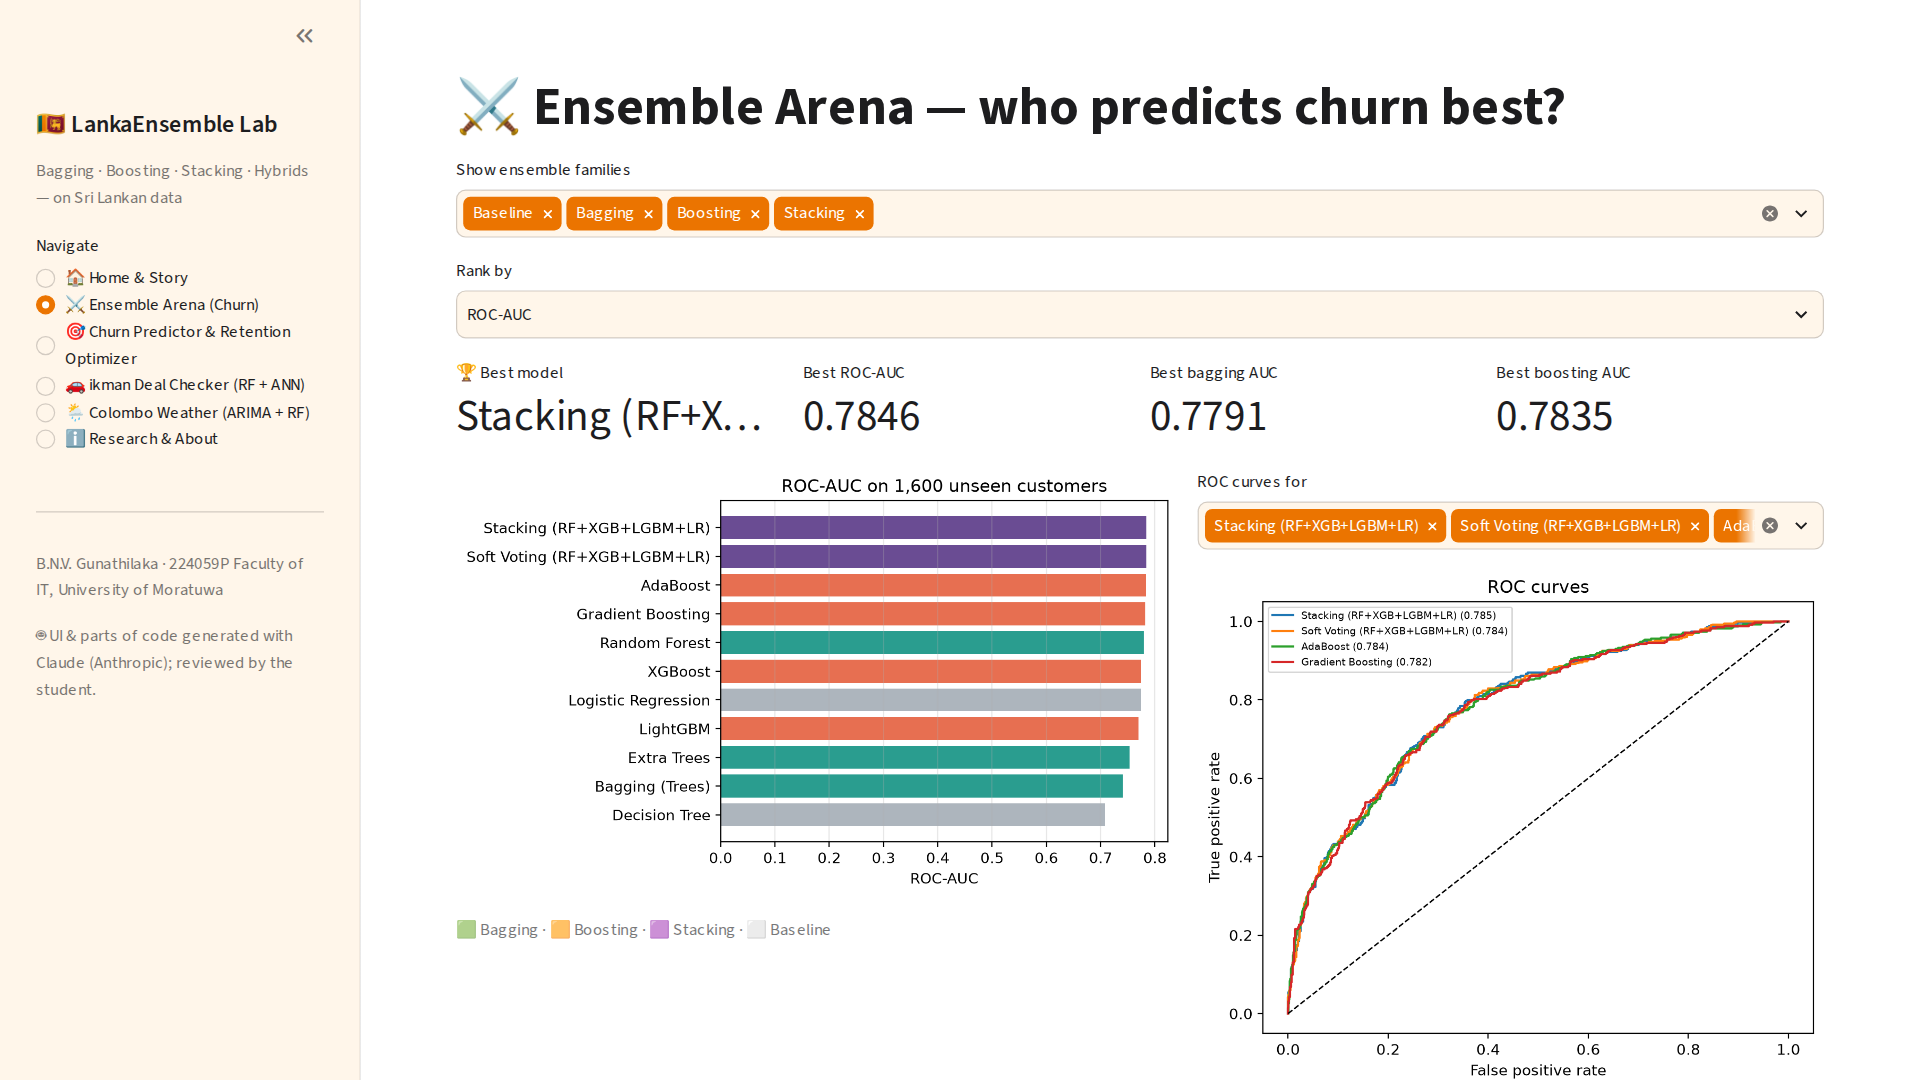 LankaEnsemble Lab
Bagging · Boosting · Stacking · Hybrids
— on Sri Lankan data
Navigate
Home & Story
Ensemble Arena (Churn)
Churn Predictor & Retention
Optimizer
ikman Deal Checker (RF + ANN)
Colombo Weather (ARIMA + RF)
Research & About
B.N.V. Gunathilaka · 224059P Faculty of
IT, University of Moratuwa
UI & parts of code generated with
Claude (Anthropic); reviewed by the
student.
Ensemble Arena — who predicts churn best?
Show ensemble families
Baseline Bagging Boosting Stacking
Rank by
ROC-AUC
Best model
Stacking (RF+X…
Best ROC-AUC
0.7846
Best bagging AUC
0.7791
Best boosting AUC
0.7835
ROC-AUC on 1,600 unseen customers
Stacking (RF+XGB+LGBM+LR)
Soft Voting (RF+XGB+LGBM+LR)
AdaBoost
Gradient Boosting
Random Forest
XGBoost
Logistic Regression
LightGBM
Extra Trees
Bagging (Trees)
Decision Tree
0.0 0.1 0.2 0.3 0.4 0.5 0.6 0.7 0.8
ROC-AUC
Bagging · Boosting · Stacking · Baseline
ROC curves for
Stacking (RF+XGB+LGBM+LR) Soft Voting (RF+XGB+LGBM+LR) Ada
ROC curves
Stacking (RF+XGB+LGBM+LR) (0.785)
Soft Voting (RF+XGB+LGBM+LR) (0.784)
AdaBoost (0.784)
Gradient Boosting (0.782)
True positive rate
1.0
0.8
0.6
0.4
0.2
0.0
0.0 0.2 0.4 0.6 0.8 1.0
False positive rate